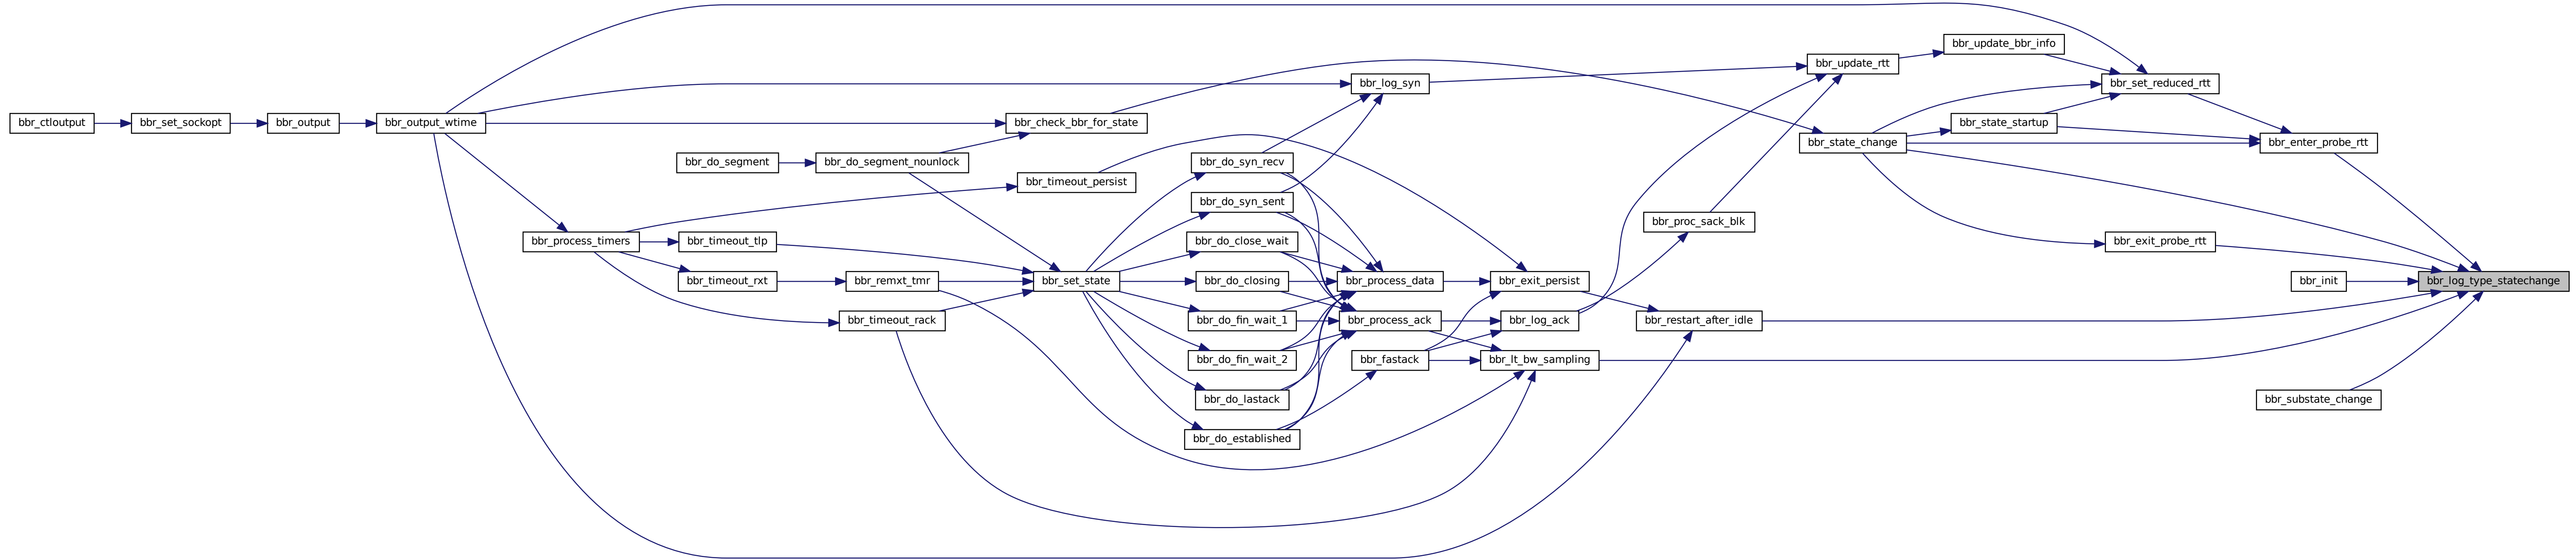 bbr_update_bbr_info
bbr_update_rtt
bbr_log_syn
bbr_set_reduced_rtt
bbr_ctloutput
bbr_set_sockopt
bbr_output
bbr_output_wtime
bbr_check_bbr_for_state
bbr_state_startup
bbr_state_change
bbr_enter_probe_rtt
bbr_do_segment
bbr_do_segment_nounlock
bbr_do_syn_recv
bbr_timeout_persist
bbr_do_syn_sent
bbr_proc_sack_blk
bbr_process_timers
bbr_timeout_tlp
bbr_do_close_wait
bbr_exit_probe_rtt
bbr_timeout_rxt
bbr_remxt_tmr
bbr_set_state
bbr_do_closing
bbr_process_data
bbr_exit_persist
bbr_init
bbr_log_type_statechange
bbr_timeout_rack
bbr_do_fin_wait_1
bbr_process_ack
bbr_log_ack
bbr_restart_after_idle
bbr_do_fin_wait_2
bbr_fastack
bbr_lt_bw_sampling
bbr_do_lastack
bbr_substate_change
bbr_do_established